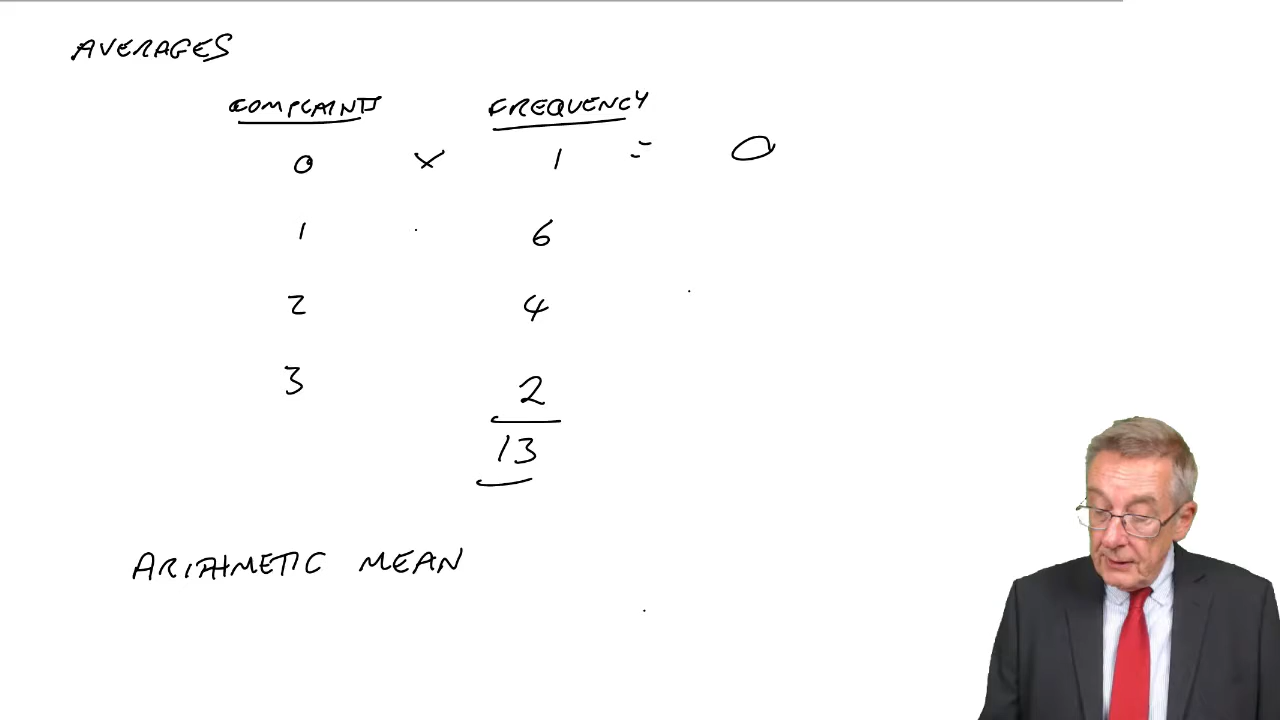 AVERAGES
COMPLAINTS FREQUENCY
0 × 1 = 0
1 6
2 4
3 2
13
ARITHMETIC MEAN